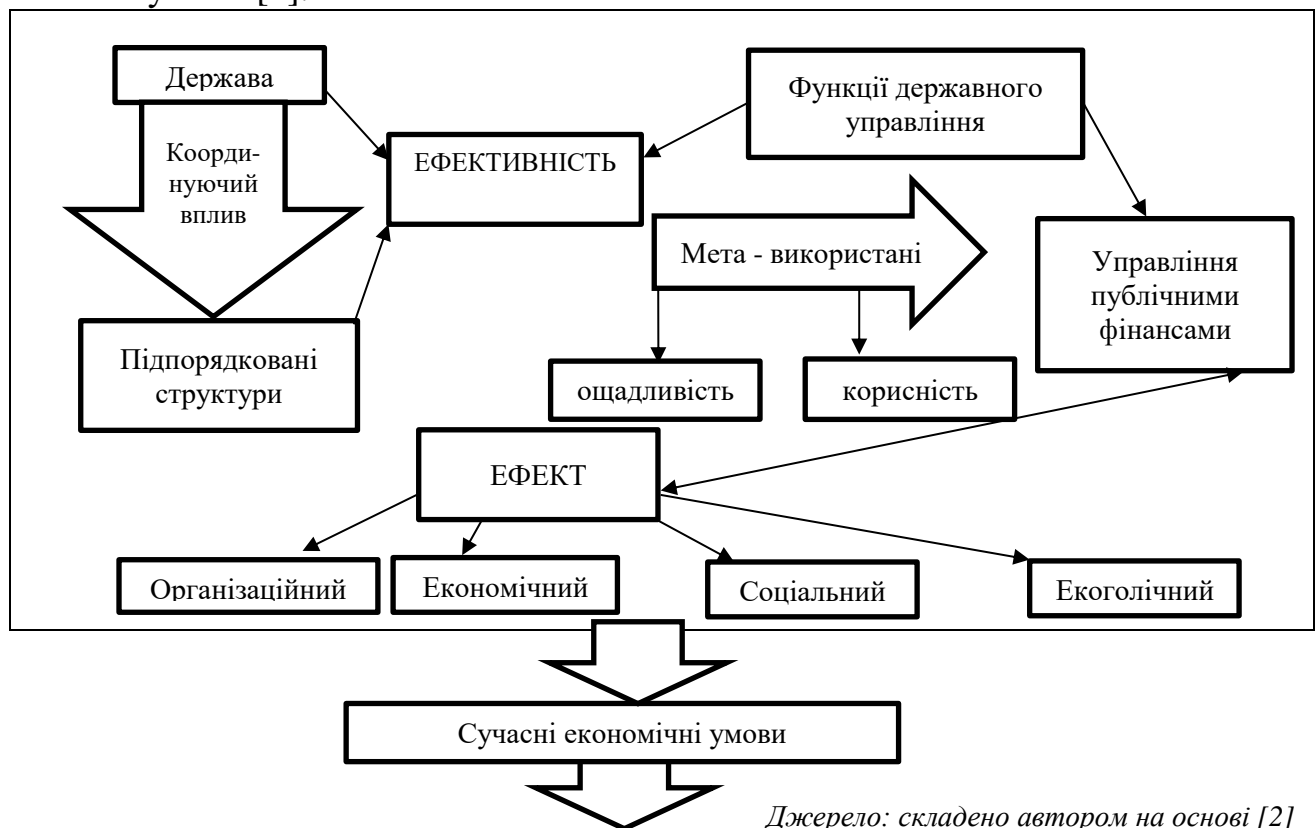 Держава
Функції державного
управління
Коорди-
нуючий
вплив
ЕФЕКТИВНІСТЬ
Мета - використані
Управління
публічними
фінансами
Підпорядковані
структури
ощадливість
корисність
ЕФЕКТ
Організаційний
Економічний
Соціальний
Екоголічний
Сучасні економічні умови
Джерело: складено автором на основі [2]